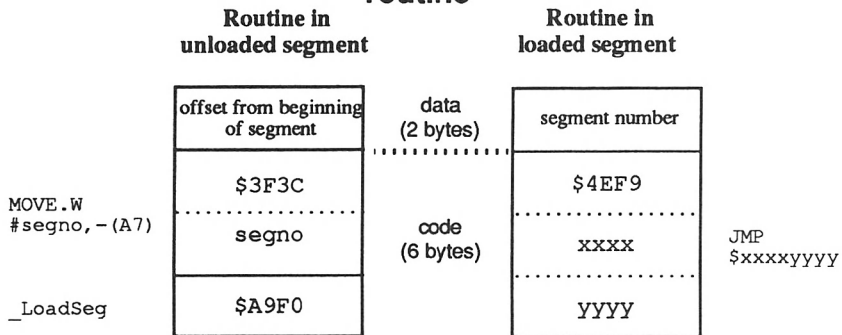 routine
Routine in
unloaded segment
Routine in
loaded segment
offset from beginning
of segment
data
(2 bytes)
segment number
MOVE.W
#segno,-(A7)
$3F3C
segno
code
(6 bytes)
$4EF9
xxxx
JMP
$xxxxyyyy
_LoadSeg
$A9F0
yyyy